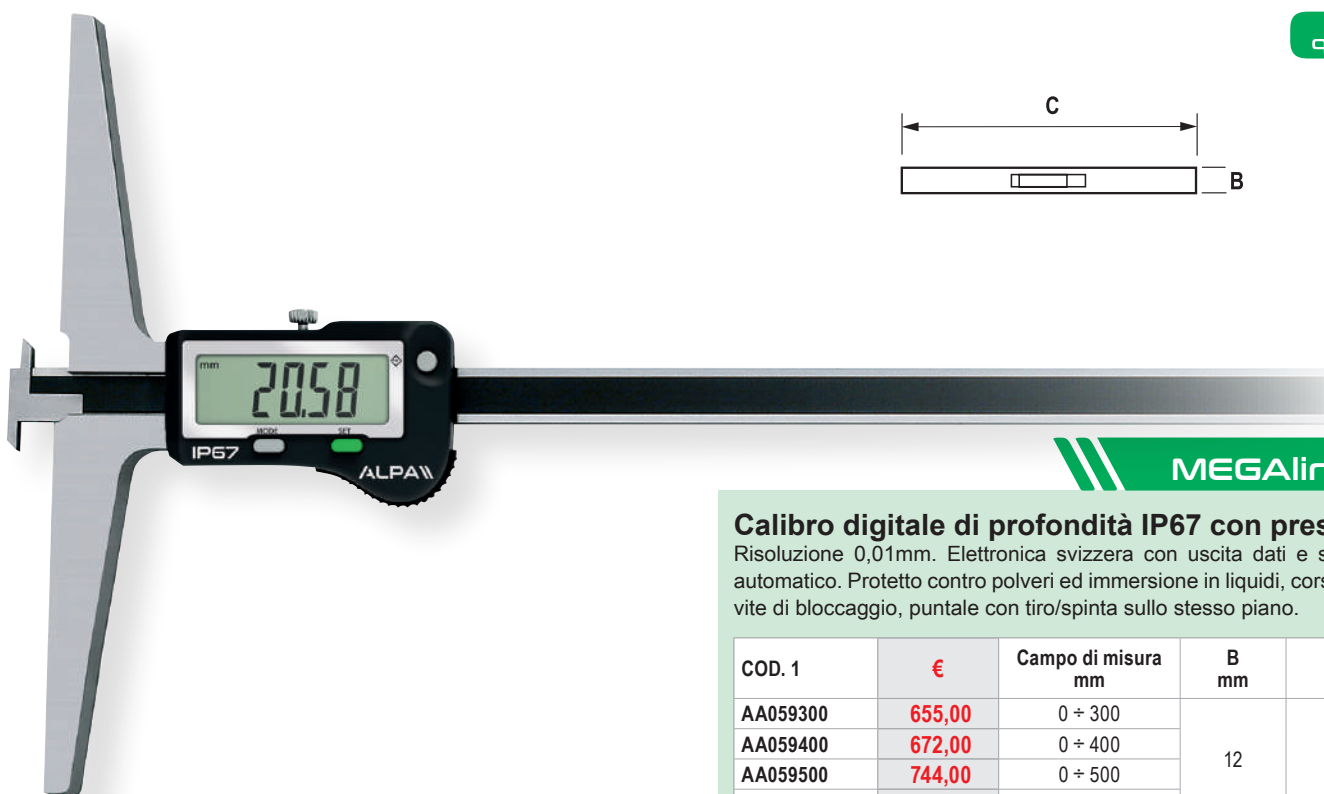 C
B
mm
20.58
MODE SET
IP67
ALPA
Calibro digitale di profondità IP67 con
Risoluzione 0,01mm. Elettronica svizzera con uscita dati e
automatico. Protetto contro polveri ed immersione in liquidi,
vite di bloccaggio, puntale con tiro/spinta sullo stesso piano.
COD. 1 € Campo di misura mm B mm
AA059300 655,00 0 ÷ 300
AA059400 672,00 0 ÷ 400
12
AA059500 744,00 0 ÷ 500